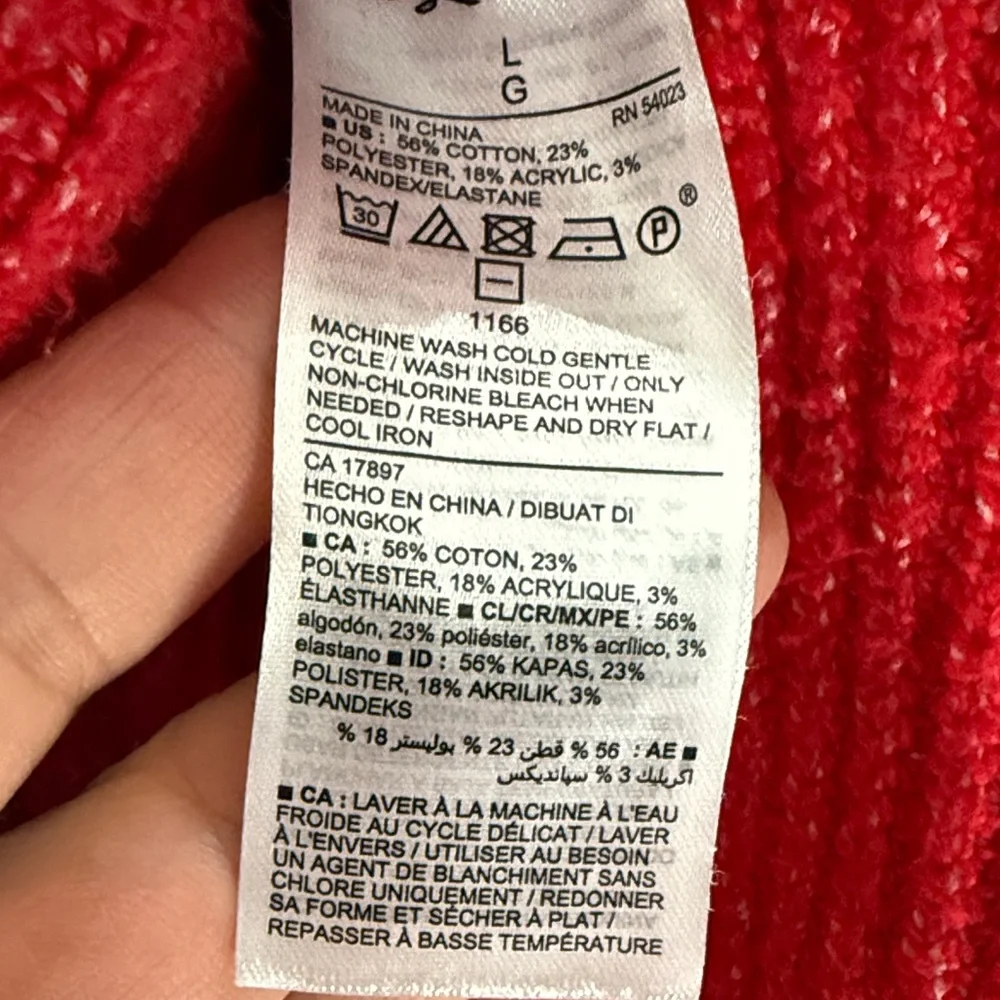 L
G
RN 54023
MADE IN CHINA
■ US : 56% COTTON, 23%
POLYESTER, 18% ACRYLIC, 3%
SPANDEX/ELASTANE
30
P
®
1166
MACHINE WASH COLD GENTLE
CYCLE / WASH INSIDE OUT / ONLY
NON-CHLORINE BLEACH WHEN
NEEDED / RESHAPE AND DRY FLAT /
COOL IRON
CA 17897
HECHO EN CHINA / DIBUAT DI
TIONGKOK
■ CA : 56% COTON, 23%
POLYESTER, 18% ACRYLIQUE, 3%
ÉLASTHANNE ■ CL/CR/MX/PE : 56%
algodón, 23% poliéster, 18% acrílico, 3%
elastano ■ ID : 56% KAPAS, 23%
POLISTER, 18% AKRILIK, 3%
SPANDEKS
■ AE : 56 % قطن 23 % بوليستر 18 %
اكريليك 3 % سپانديكس
■ CA : LAVER À LA MACHINE À L'EAU
FROIDE AU CYCLE DÉLICAT / LAVER
À L'ENVERS / UTILISER AU BESOIN
UN AGENT DE BLANCHIMENT SANS
CHLORE UNIQUEMENT / REDONNER
SA FORME ET SÉCHER À PLAT /
REPASSER À BASSE TEMPÉRATURE